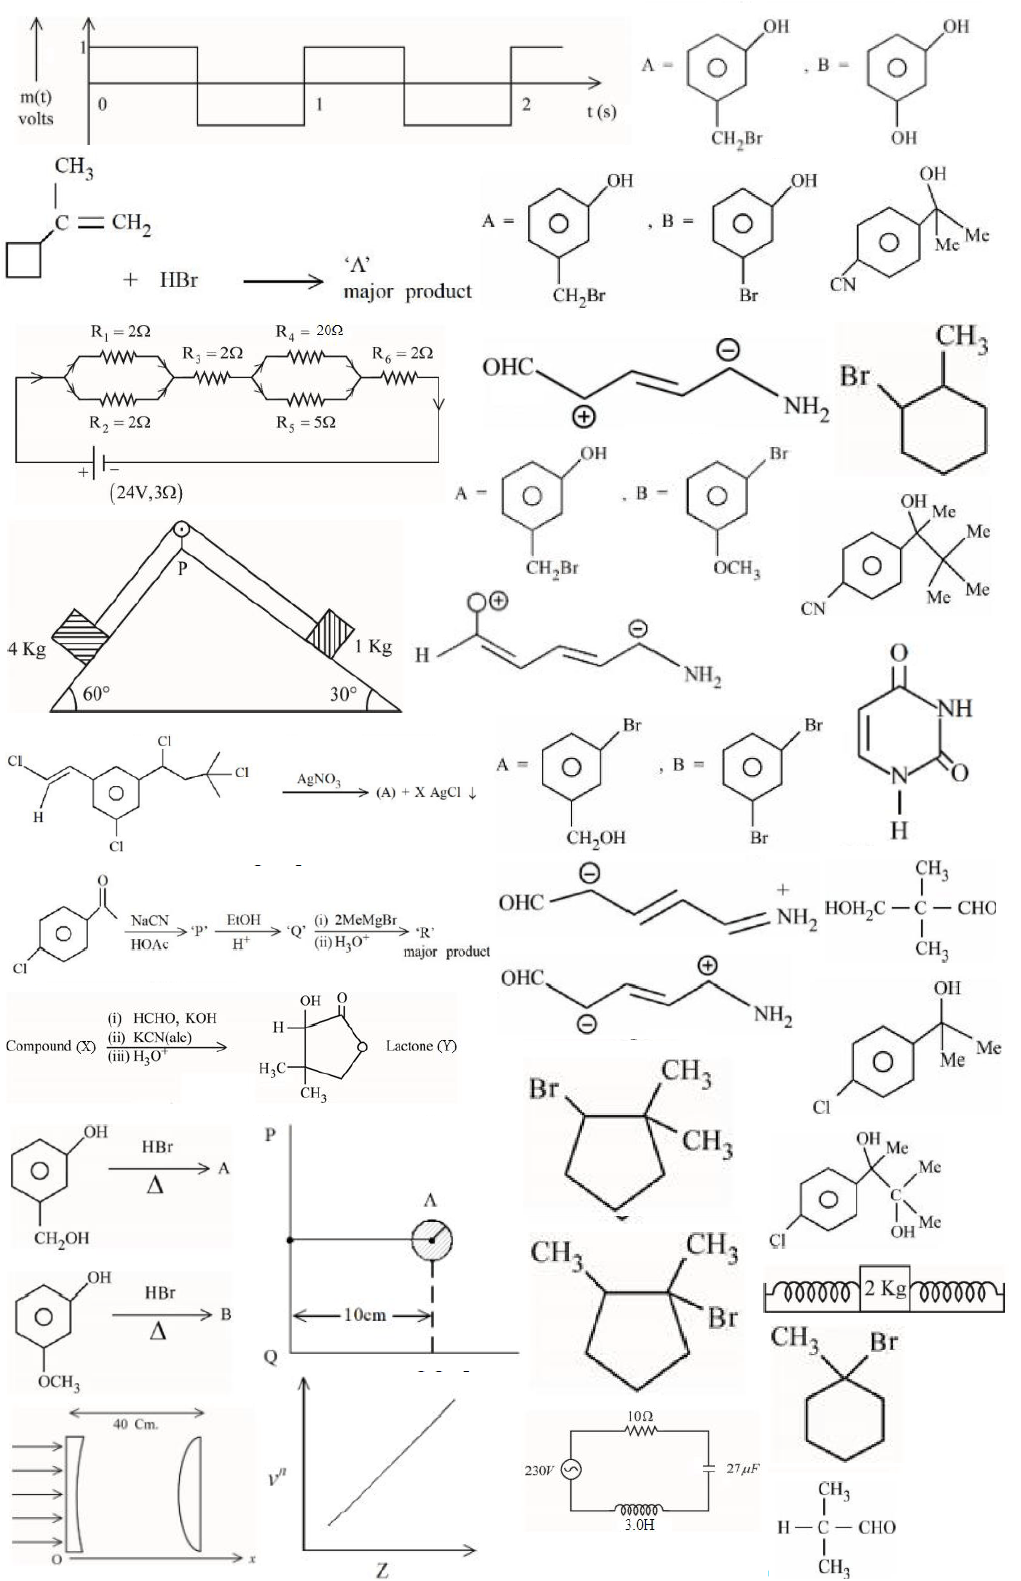 1
m(t)
volts
0
1
2
t (s)
A =
OH
CH₂Br
, B =
OH
OH
CH₃
C = CH₂
+ HBr
'Λ'
major product
A =
OH
CH₂Br
, B =
OH
Br
OH
Me
Me
CN
R₁ = 2Ω
R₂ = 2Ω
R₃ = 2Ω
R₄ = 20Ω
R₅ = 5Ω
R₆ = 2Ω
+
−
(24V,3Ω)
OHC
⊕
⊖
NH₂
Br
CH₃
A =
OH
CH₂Br
, B =
Br
OCH₃
OH
Me
Me
Me
Me
CN
P
4 Kg
1 Kg
60°
30°
O⊕
H
⊖
NH₂
O
NH
O
N
H
Cl
H
Cl
Cl
Cl
AgNO₃
(A) + X AgCl ↓
A =
Br
CH₂OH
, B =
Br
Br
O
Cl
NaCN
HOAc
'P'
EtOH
H⁺
'Q'
(i) 2MeMgBr
(ii) H₃O⁺
'R'
major product
OHC
⊖
+
NH₂
CH₃
HOH₂C — C — CHO
CH₃
OHC
⊖
⊕
NH₂
OH
Me
Me
Cl
Compound (X)
(i) HCHO, KOH
(ii) KCN(alc)
(iii) H₃O⁺
OH
O
H
O
H₃C
CH₃
Lactone (Y)
Br
CH₃
CH₃
OH
CH₂OH
HBr
Δ
A
P
Λ
10cm
Q
OH
Me
Me
C
Me
OH
Cl
OH
OCH₃
HBr
Δ
B
CH₃
CH₃
Br
2 Kg
CH₃
Br
40 Cm.
O
x
Vⁿ
Z
10Ω
230V
27μF
3.0H
CH₃
H — C — CHO
CH₃